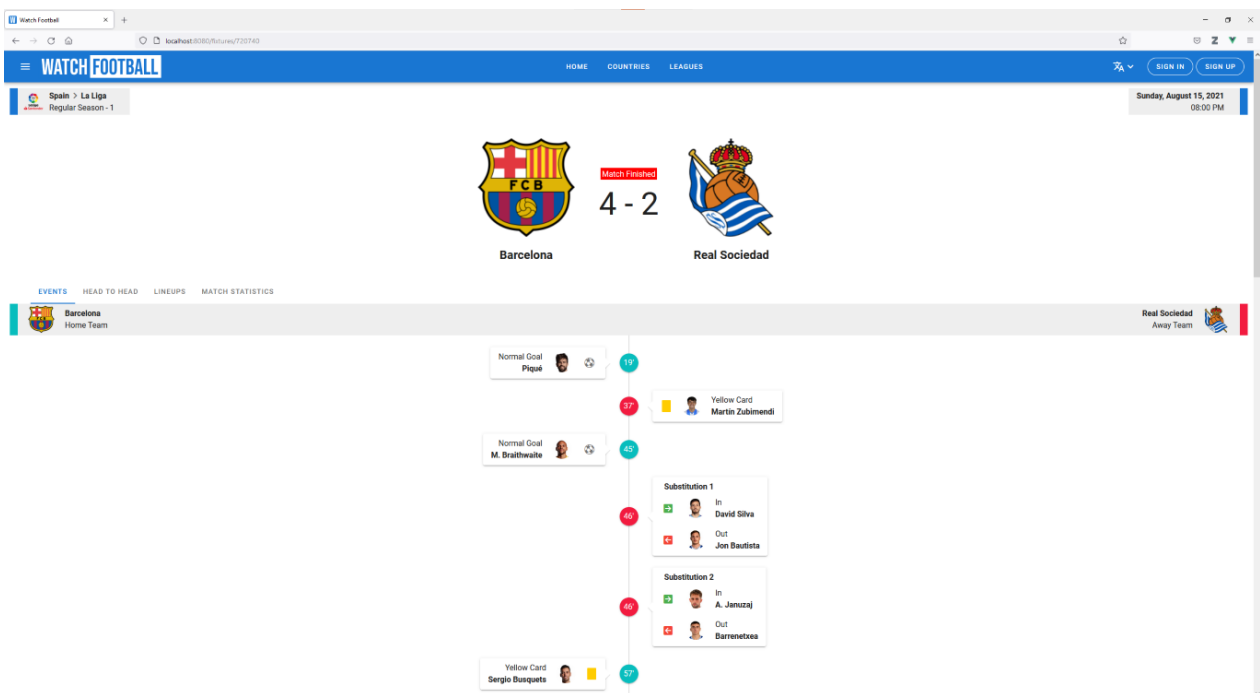 Watch Football
localhost:8080/fixtures/720740
WATCH FOOTBALL
HOME COUNTRIES LEAGUES
SIGN IN SIGN UP
Spain > La Liga
Regular Season - 1
Sunday, August 15, 2021
08:00 PM
FCB
Match Finished
4 - 2
Barcelona
Real Sociedad
EVENTS HEAD TO HEAD LINEUPS MATCH STATISTICS
Barcelona
Home Team
Real Sociedad
Away Team
Normal Goal
Piqué
19'
37'
Yellow Card
Martín Zubimendi
Normal Goal
M. Braithwaite
45'
Substitution 1
46'
In
David Silva
Out
Jon Bautista
Substitution 2
46'
In
A. Januzaj
Out
Barrenetxea
Yellow Card
Sergio Busquets
57'